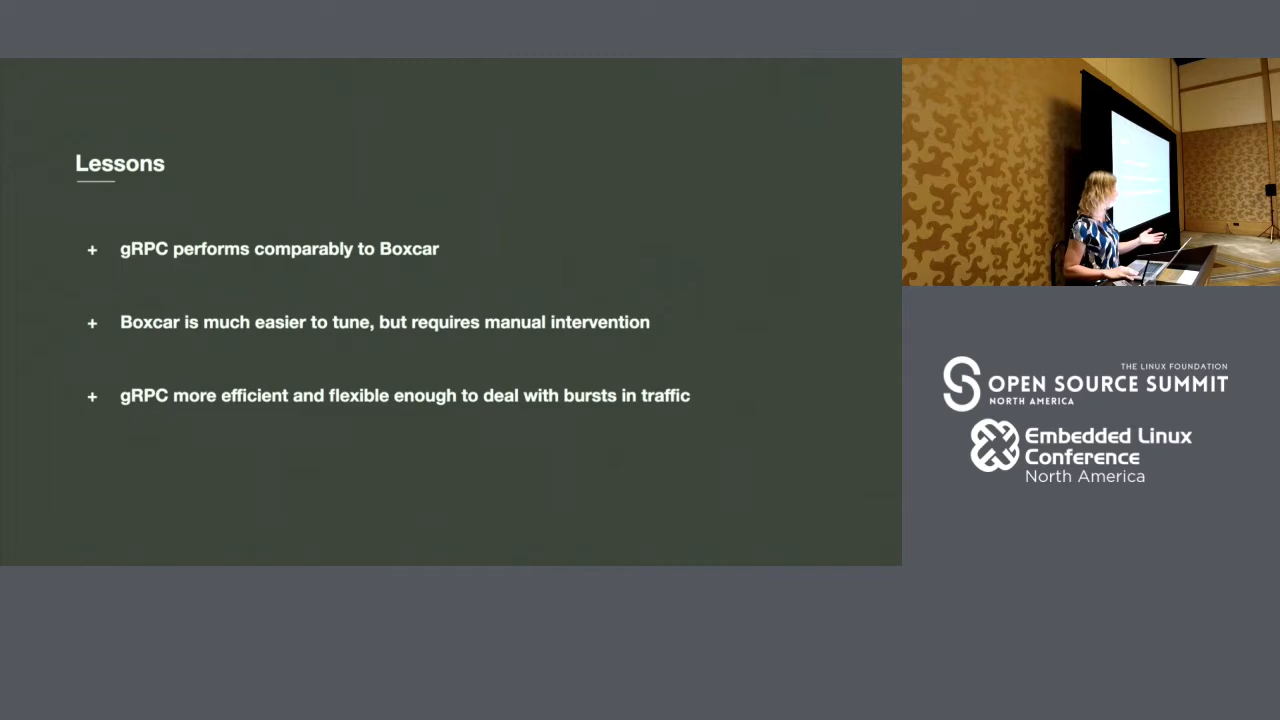 Lessons
+ gRPC performs comparably to Boxcar
+ Boxcar is much easier to tune, but requires manual intervention
+ gRPC more efficient and flexible enough to deal with bursts in traffic
THE LINUX FOUNDATION
OPEN SOURCE SUMMIT
NORTH AMERICA
Embedded Linux
Conference
North America